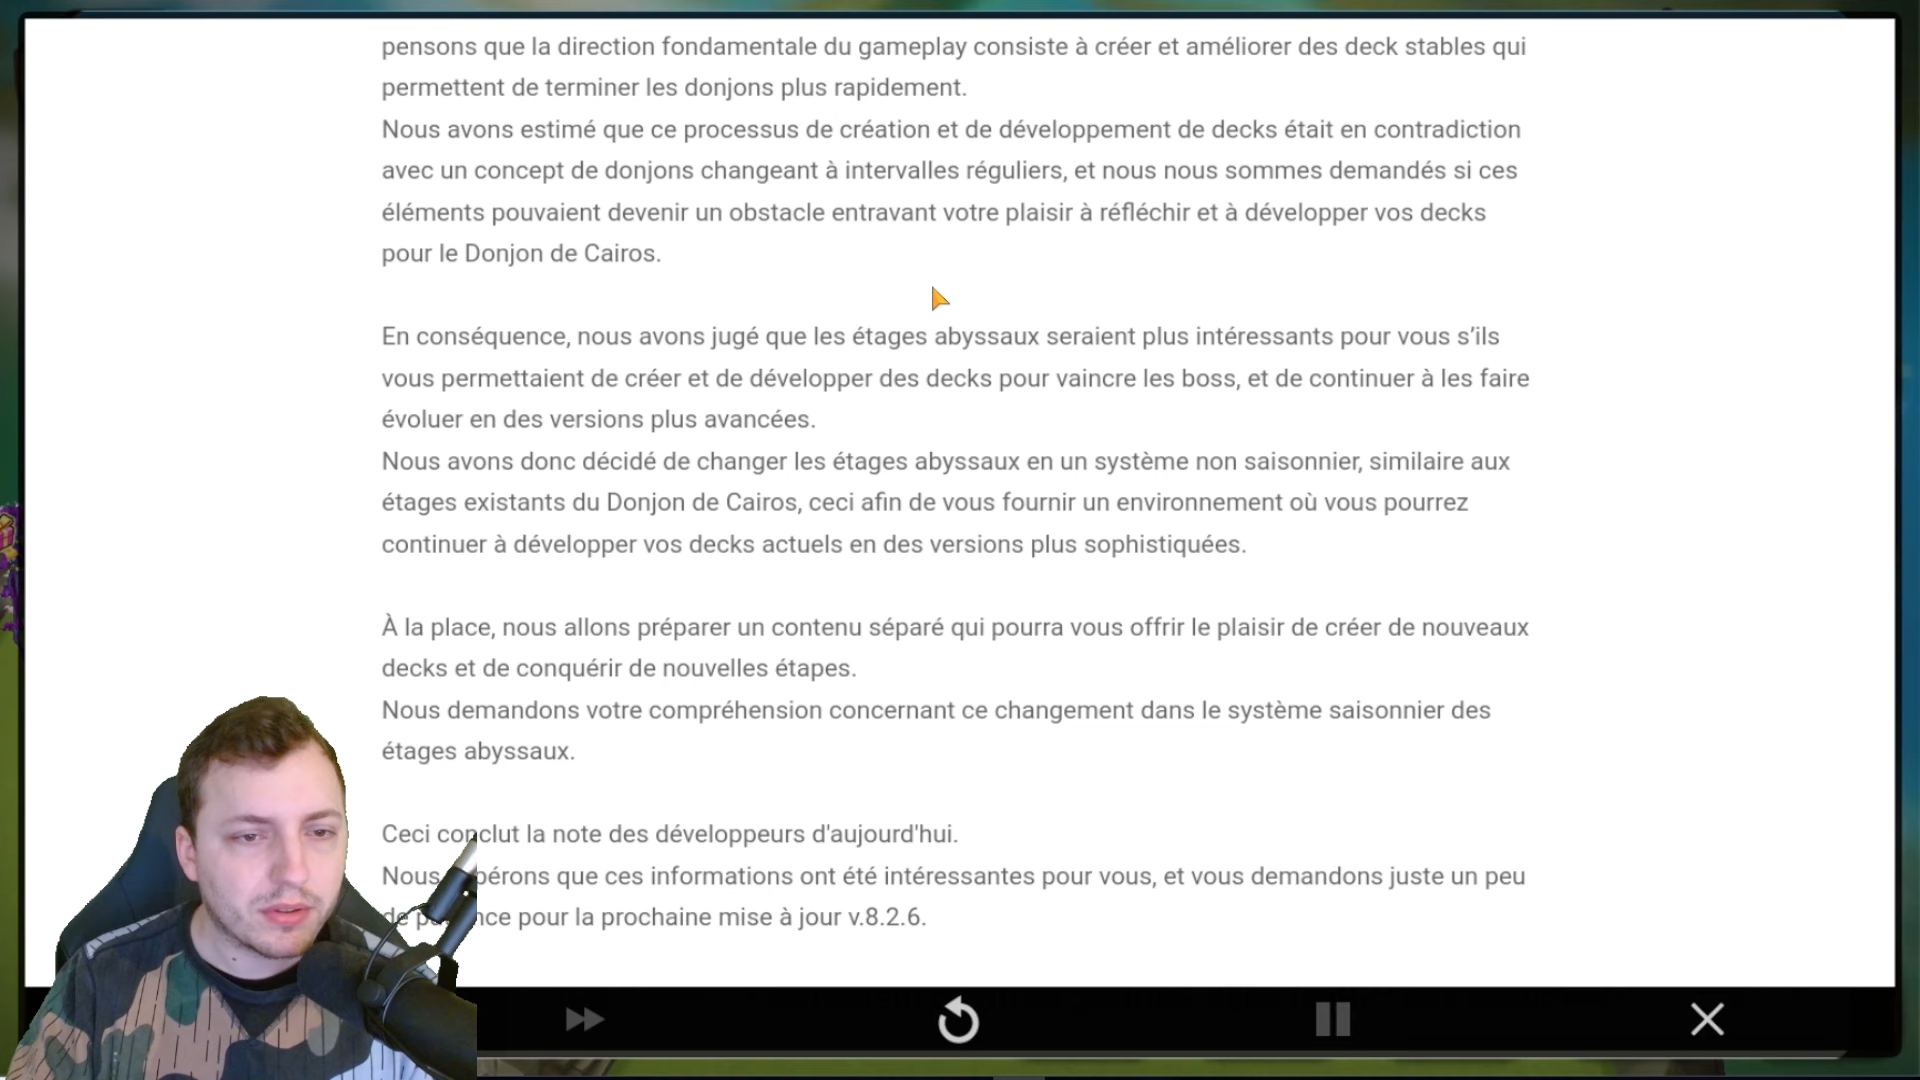 pensons que la direction fondamentale du gameplay consiste à créer et améliorer des deck stables qui
permettent de terminer les donjons plus rapidement.
Nous avons estimé que ce processus de création et de développement de decks était en contradiction
avec un concept de donjons changeant à intervalles réguliers, et nous nous sommes demandés si ces
éléments pouvaient devenir un obstacle entravant votre plaisir à réfléchir et à développer vos decks
pour le Donjon de Cairos.
En conséquence, nous avons jugé que les étages abyssaux seraient plus intéressants pour vous s’ils
vous permettaient de créer et de développer des decks pour vaincre les boss, et de continuer à les faire
évoluer en des versions plus avancées.
Nous avons donc décidé de changer les étages abyssaux en un système non saisonnier, similaire aux
étages existants du Donjon de Cairos, ceci afin de vous fournir un environnement où vous pourrez
continuer à développer vos decks actuels en des versions plus sophistiquées.
À la place, nous allons préparer un contenu séparé qui pourra vous offrir le plaisir de créer de nouveaux
decks et de conquérir de nouvelles étapes.
Nous demandons votre compréhension concernant ce changement dans le système saisonnier des
étages abyssaux.
Ceci conclut la note des développeurs d'aujourd'hui.
Nous que ces informations ont été intéressantes pour vous, et vous demandons juste un peu
de pour la prochaine mise à jour v.8.2.6.